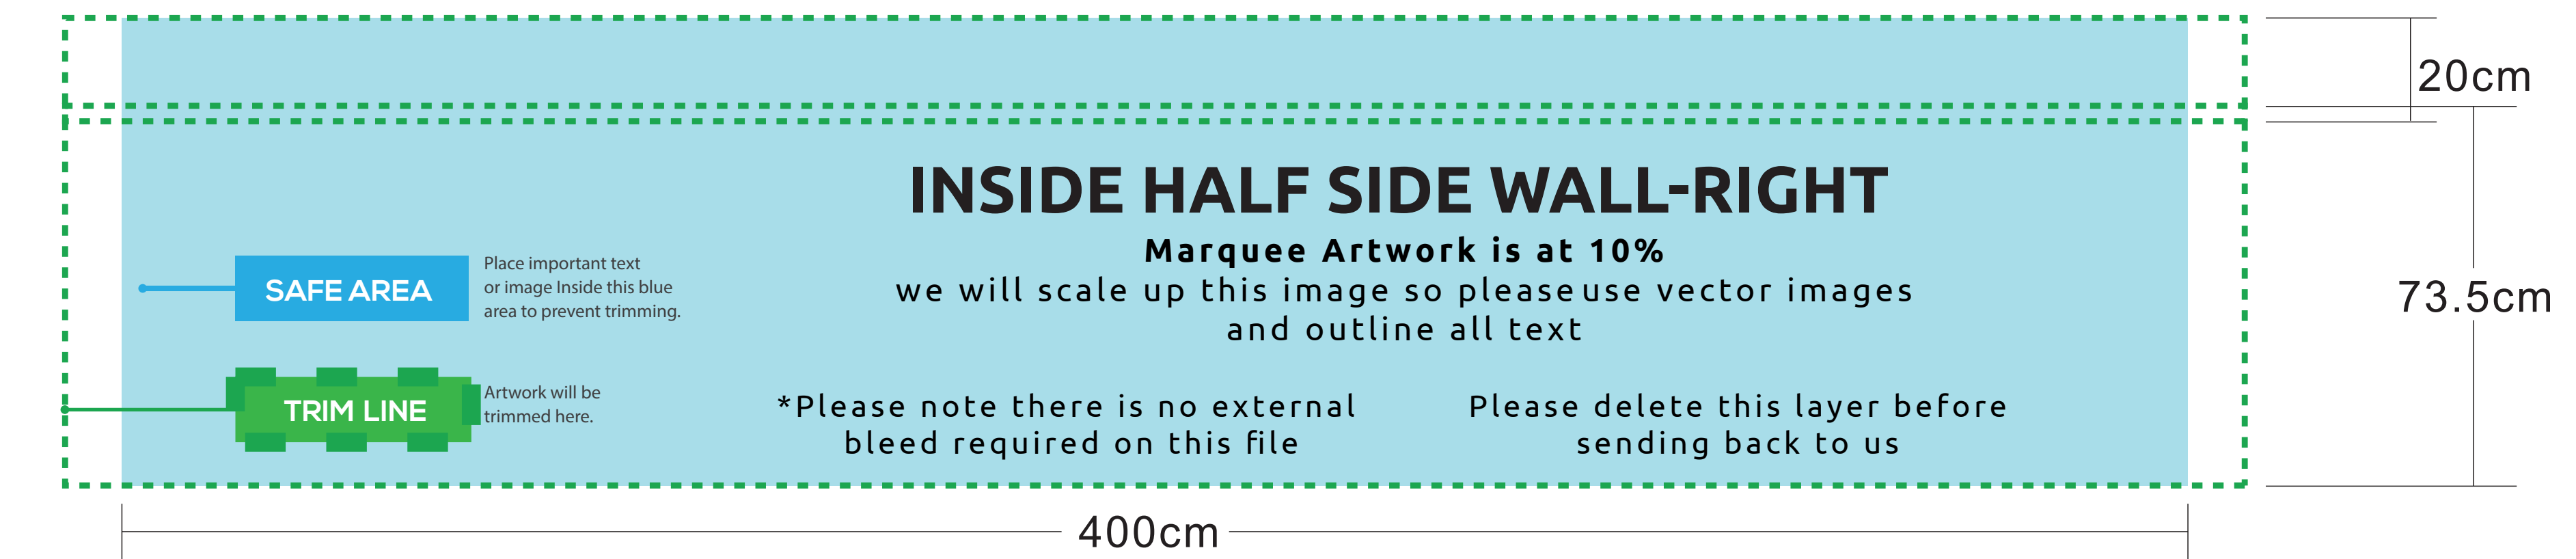 20cm
INSIDE HALF SIDE WALL-RIGHT
Marquee Artwork is at 10%
we will scale up this image so please use vector images
and outline all text
SAFE AREA
Place important text
or image Inside this blue
area to prevent trimming.
73.5cm
TRIM LINE
Artwork will be
trimmed here.
*Please note there is no external
bleed required on this file
Please delete this layer before
sending back to us
400cm